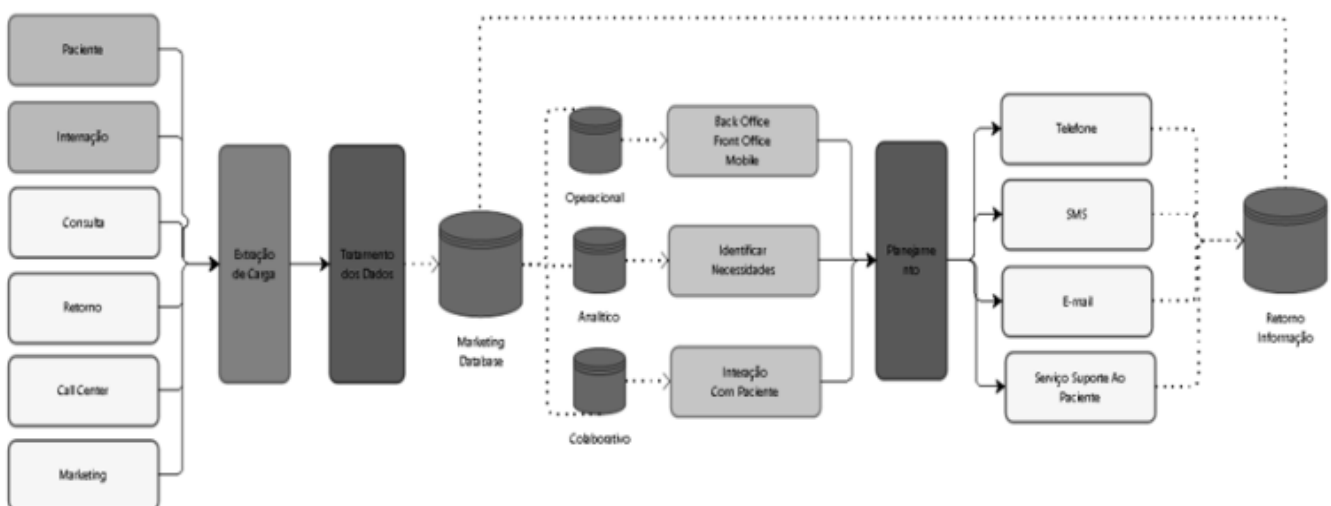 Paciente
Internação
Consulta
Retorno
Call Center
Marketing
Extração
de Carga
Tratamento
dos Dados
Marketing
Database
Operacional
Analítico
Colaborativo
Back Office
Front Office
Mobile
Identificar
Necessidades
Interação
Com Paciente
Planejame
nto
Telefone
SMS
E-mail
Serviço Suporte Ao
Paciente
Retorno
Informação